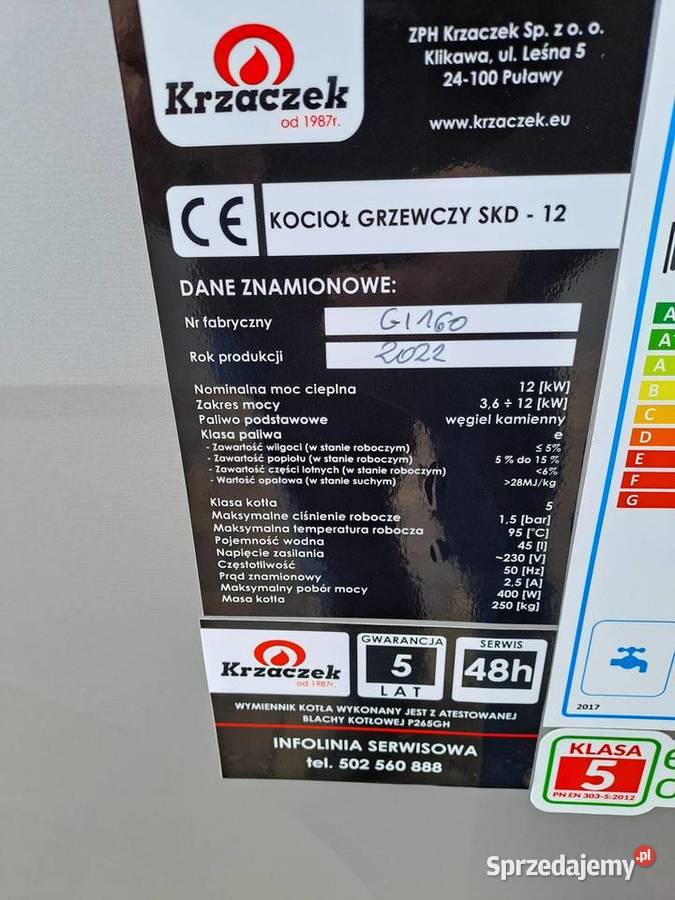 Krzaczek
od 1987r.
ZPH Krzaczek Sp. z o. o.
Klikawa, ul. Leśna 5
24-100 Puławy
www.krzaczek.eu
CE KOCIOŁ GRZEWCZY SKD - 12
DANE ZNAMIONOWE:
Nr fabryczny G1160
Rok produkcji 2022
Nominalna moc cieplna 12 [kW]
Zakres mocy 3,6 ÷ 12 [kW]
Paliwo podstawowe węgiel kamienny
Klasa paliwa e
- Zawartość wilgoci (w stanie roboczym) ≤ 5%
- Zawartość popiołu (w stanie roboczym) 5 % do 15 %
- Zawartość części lotnych (w stanie roboczym) <6%
- Wartość opałowa (w stanie suchym) >28MJ/kg
Klasa kotła 5
Maksymalne ciśnienie robocze 1,5 [bar]
Maksymalna temperatura robocza 95 [°C]
Pojemność wodna 45 [l]
Napięcie zasilania ~230 [V]
Częstotliwość 50 [Hz]
Prąd znamionowy 2,5 [A]
Maksymalny pobór mocy 400 [W]
Masa kotła 250 [kg]
Krzaczek
od 1987r.
GWARANCJA
5
LAT
SERWIS
48h
WYMIENNIK KOTŁA WYKONANY JEST Z ATESTOWANEJ
BLACHY KOTŁOWEJ P265GH
INFOLINIA SERWISOWA
tel. 502 560 888
A
A+
A
B
C
D
E
F
G
2017
KLASA
5
PN EN 303-5:2012
Sprzedajemy.pl